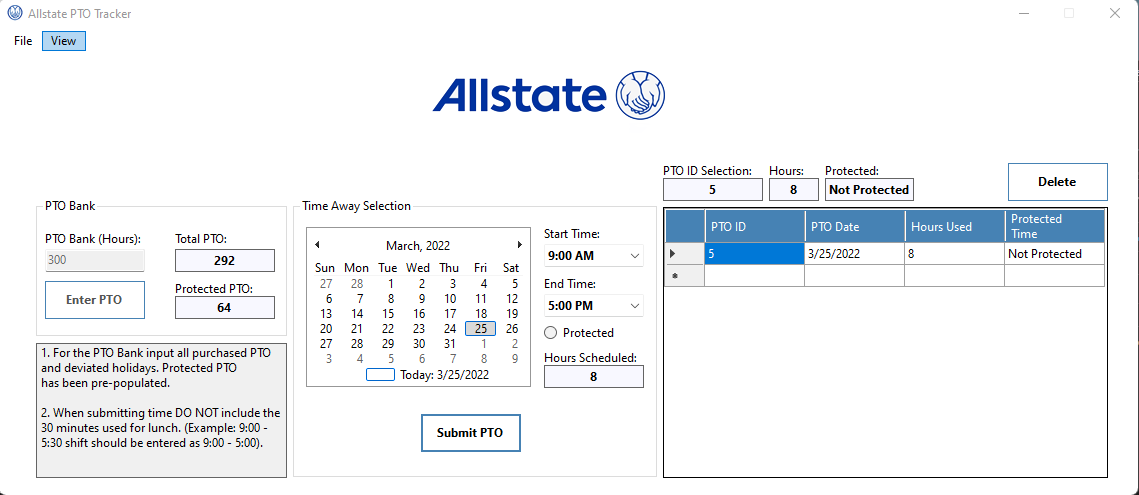 Allstate PTO Tracker
File View
Allstate
PTO Bank
PTO Bank (Hours): Total PTO:
300 292
Enter PTO
Protected PTO:
64
1. For the PTO Bank input all purchased PTO
and deviated holidays. Protected PTO
has been pre-populated.
2. When submitting time DO NOT include the
30 minutes used for lunch. (Example: 9:00 -
5:30 shift should be entered as 9:00 - 5:00).
Time Away Selection
March, 2022
Sun Mon Tue Wed Thu Fri Sat
27 28 1 2 3 4 5
6 7 8 9 10 11 12
13 14 15 16 17 18 19
20 21 22 23 24 25 26
27 28 29 30 31 1 2
3 4 5 6 7 8 9
Today: 3/25/2022
Start Time:
9:00 AM
End Time:
5:00 PM
Protected
Hours Scheduled:
8
Submit PTO
PTO ID Selection: Hours: Protected:
5 8 Not Protected
Delete
PTO ID PTO Date Hours Used Protected
Time
5 3/25/2022 8 Not Protected
*